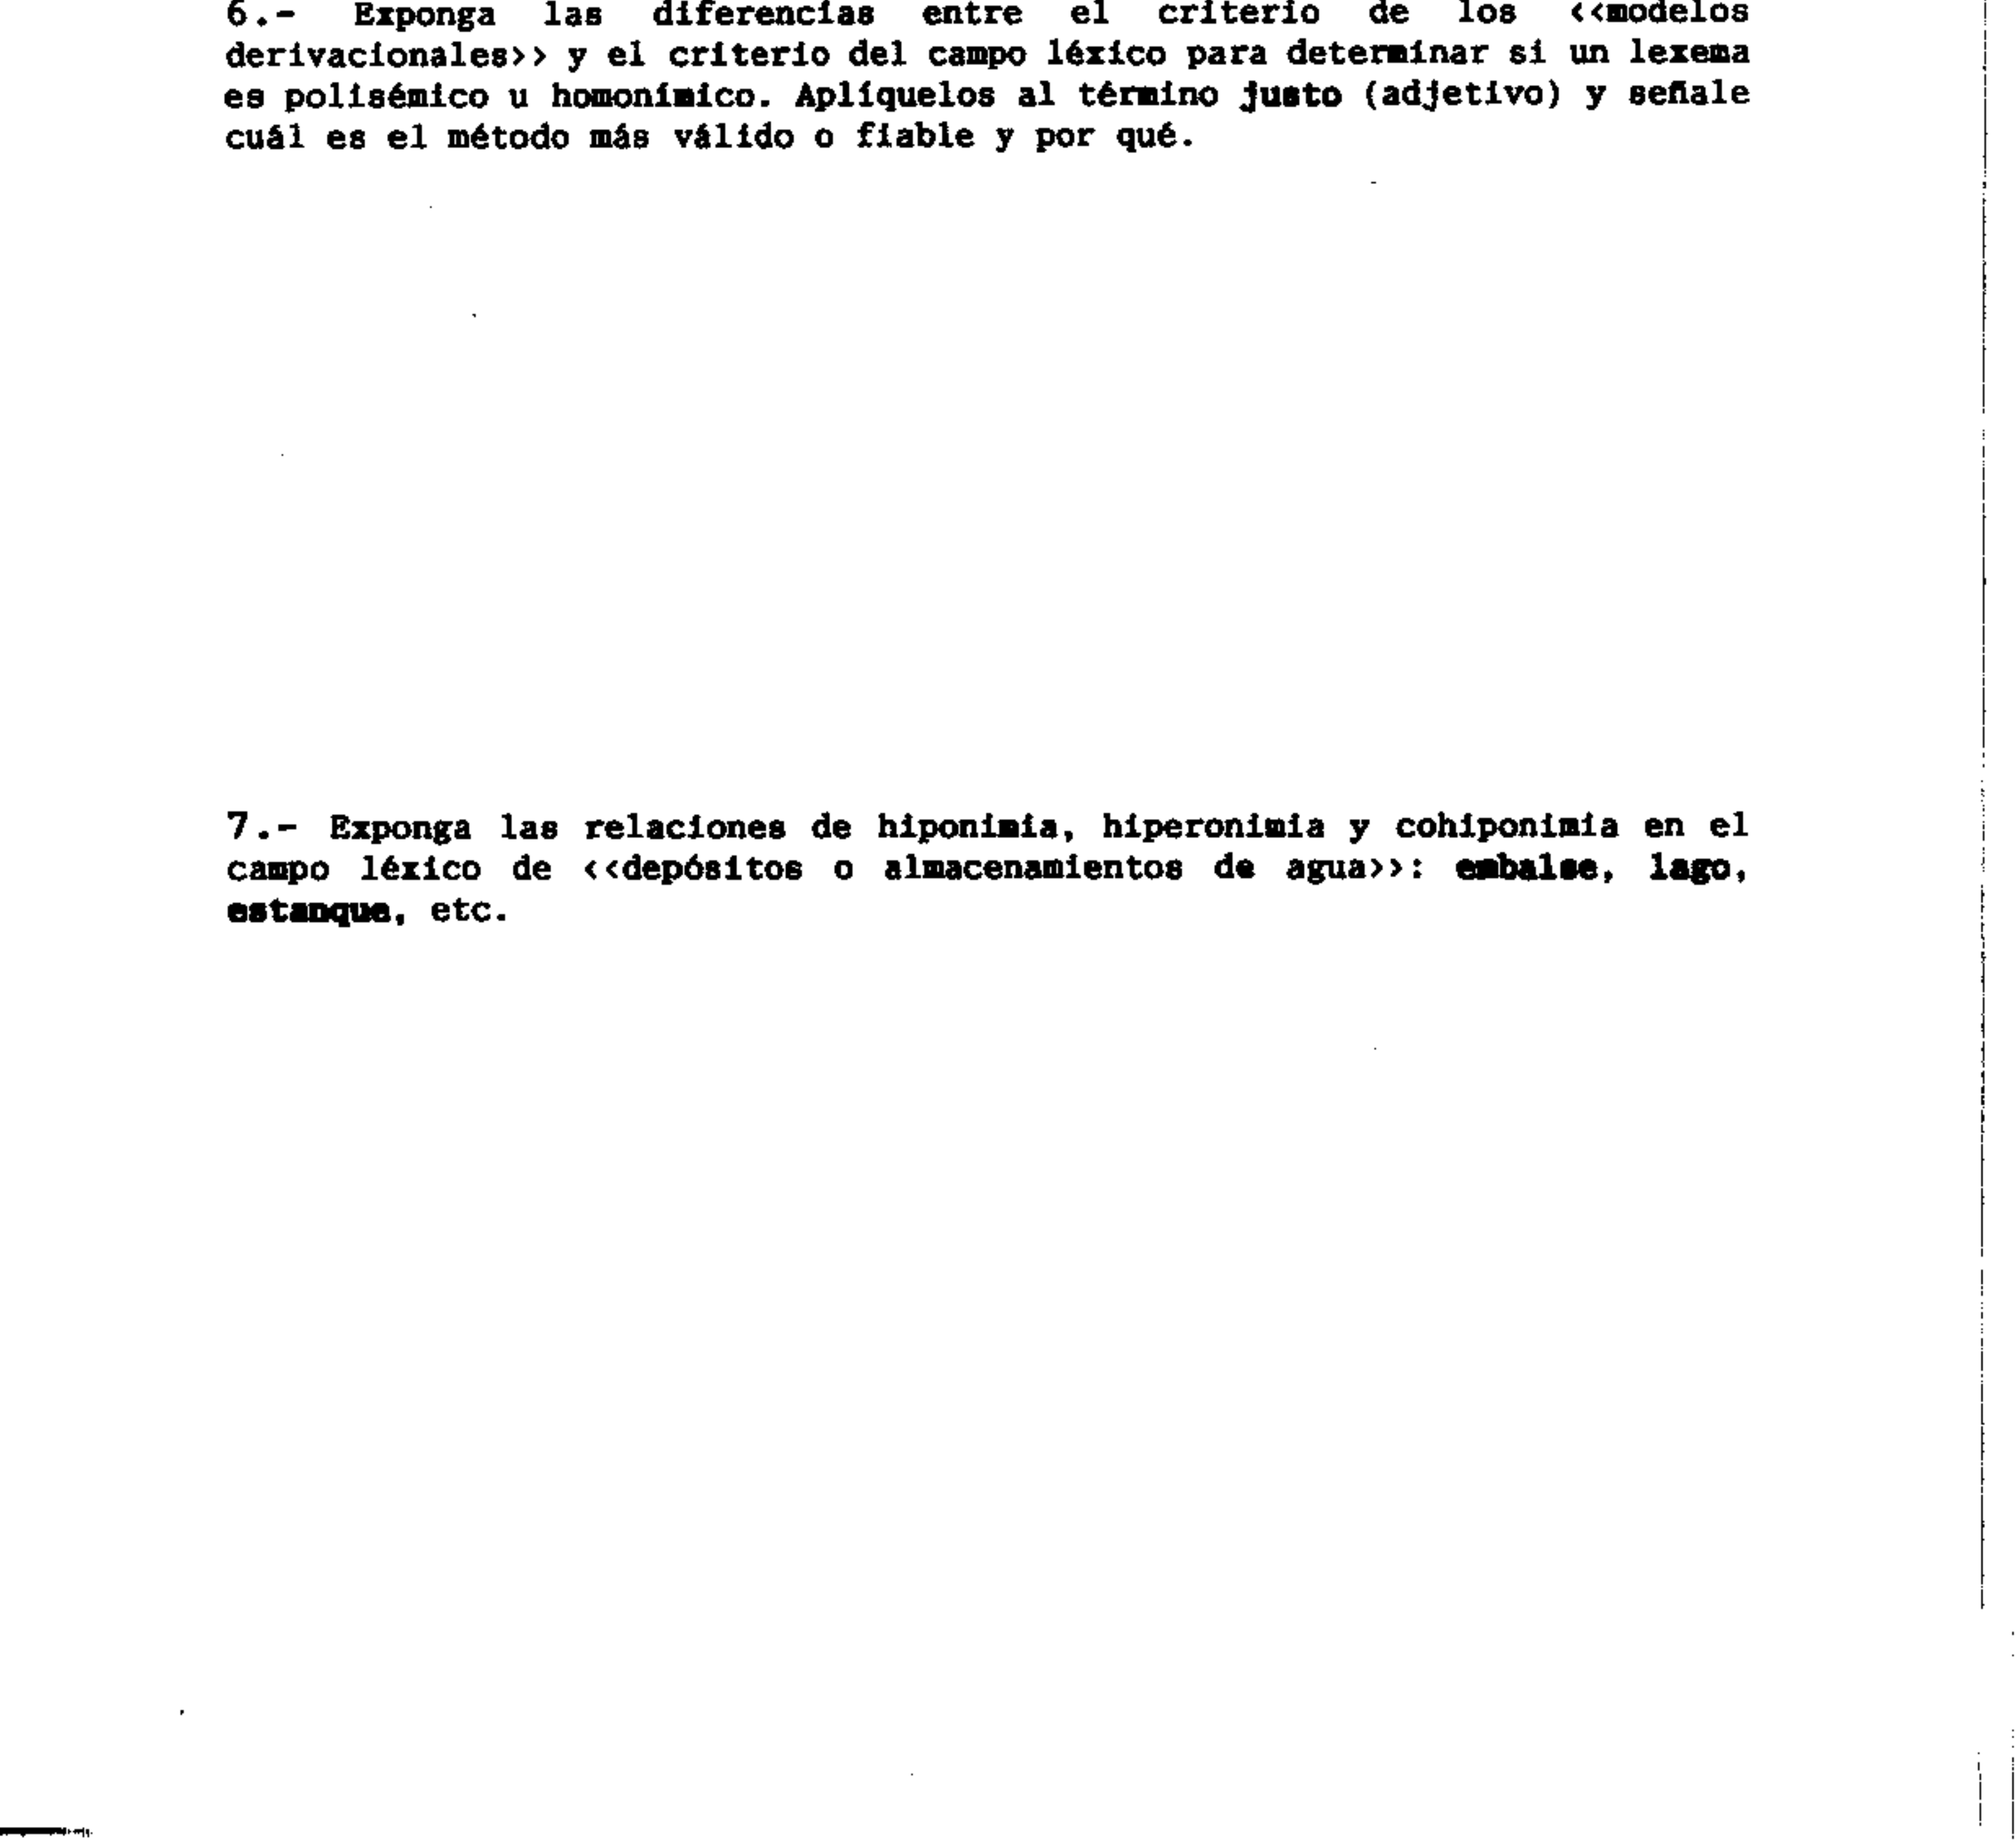 6.- Exponga las diferencias entre el criterio de los <<modelos
derivacionales>> y el criterio del campo léxico para determinar si un lexema
es polisémico u homonímico. Aplíquelos al término justo (adjetivo) y señale
cuál es el método más válido o fiable y por qué.
7.- Exponga las relaciones de hiponimia, hiperonimia y cohiponimia en el
campo léxico de <<depósitos o almacenamientos de agua>>: embalse, lago,
estanque, etc.